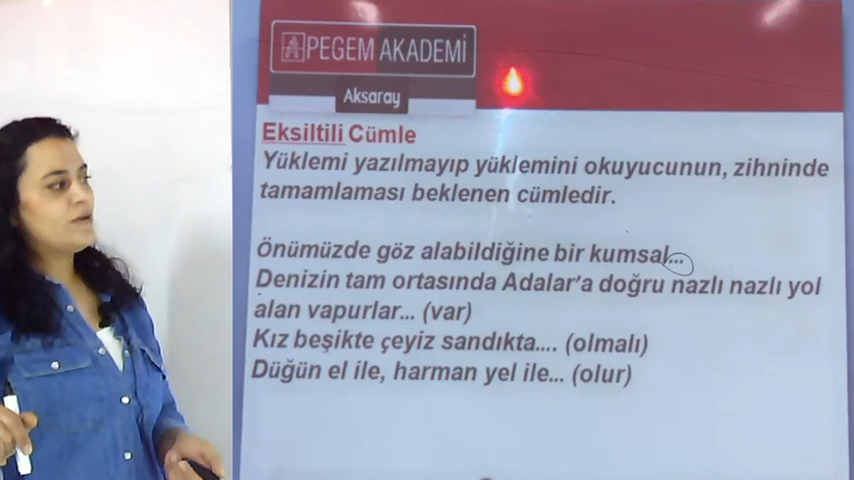 PEGEM AKADEMİ
Aksaray
Eksiltili Cümle
Yüklemi yazılmayıp yüklemini okuyucunun, zihninde
tamamlaması beklenen cümledir.
Önümüzde göz alabildiğine bir kumsal...
Denizin tam ortasında Adalar'a doğru nazlı nazlı yol
alan vapurlar... (var)
Kız beşikte çeyiz sandıkta.... (olmalı)
Düğün el ile, harman yel ile... (olur)